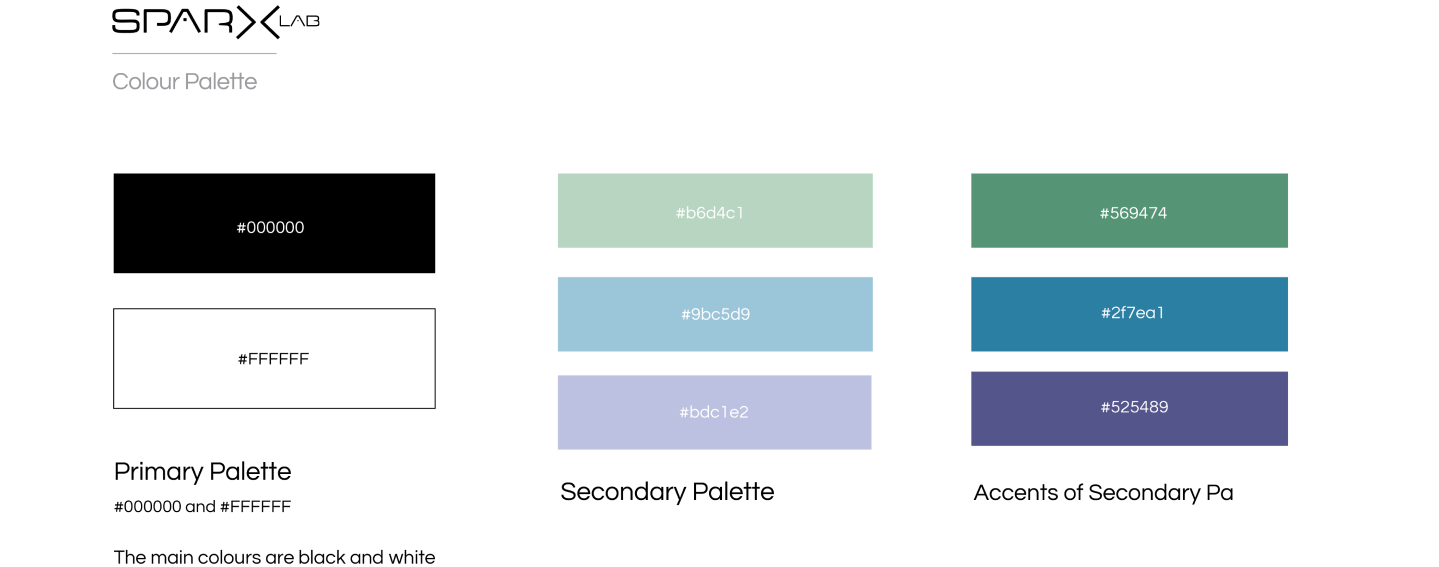 SPARX LAB
Colour Palette
#000000
#FFFFFF
Primary Palette
#000000 and #FFFFFF
The main colours are black and white
#b6d4c1
#9bc5d9
#bdc1e2
Secondary Palette
#569474
#2f7ea1
#525489
Accents of Secondary Pa